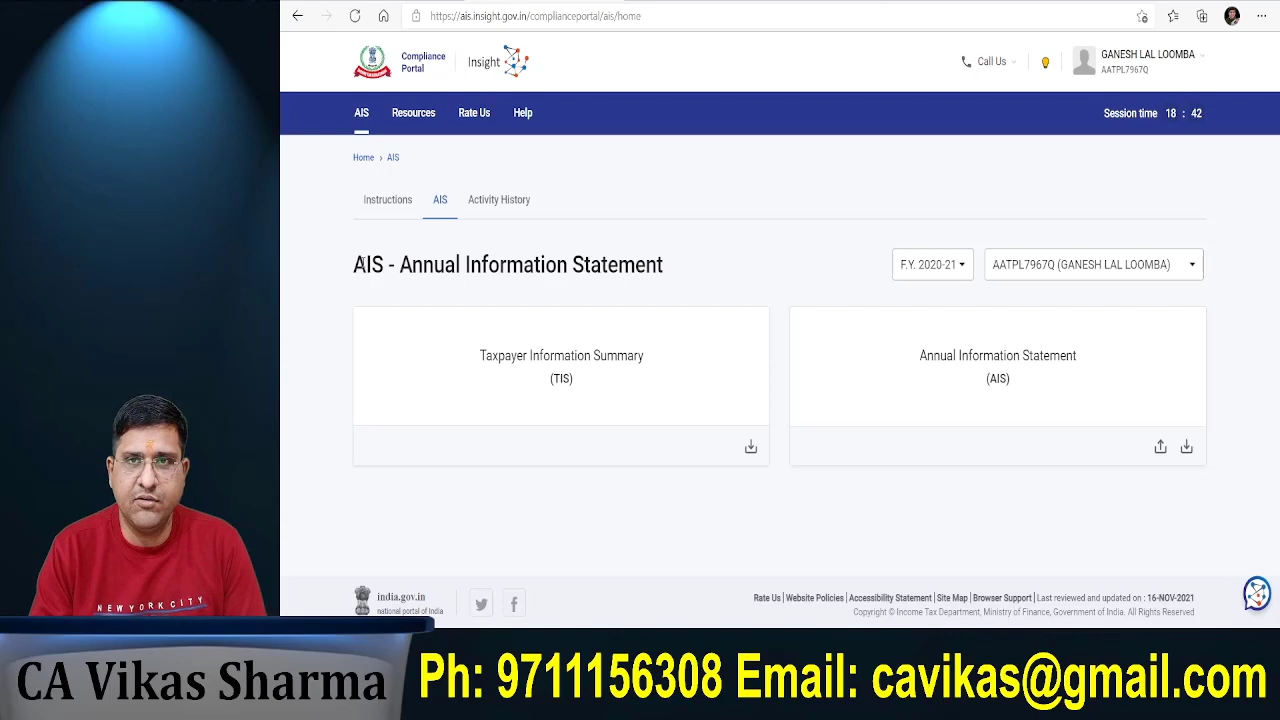 https://ais.insight.gov.in/complianceportal/ais/home
Compliance Portal
Insight
Call Us
GANESH LAL LOOMBA
AATPL7967Q
AIS Resources Rate Us Help
Session time 18 : 42
Home › AIS
Instructions AIS Activity History
AIS - Annual Information Statement
F.Y. 2020-21
AATPL7967Q (GANESH LAL LOOMBA)
Taxpayer Information Summary
(TIS)
Annual Information Statement
(AIS)
india.gov.in
national portal of India
Rate Us | Website Policies | Accessibility Statement | Site Map | Browser Support | Last reviewed and updated on : 16-NOV-2021
Copyright © Income Tax Department, Ministry of Finance, Government of India. All Rights Reserved
NEW YORK CITY
CA Vikas Sharma
Ph: 9711156308 Email: cavikas@gmail.com